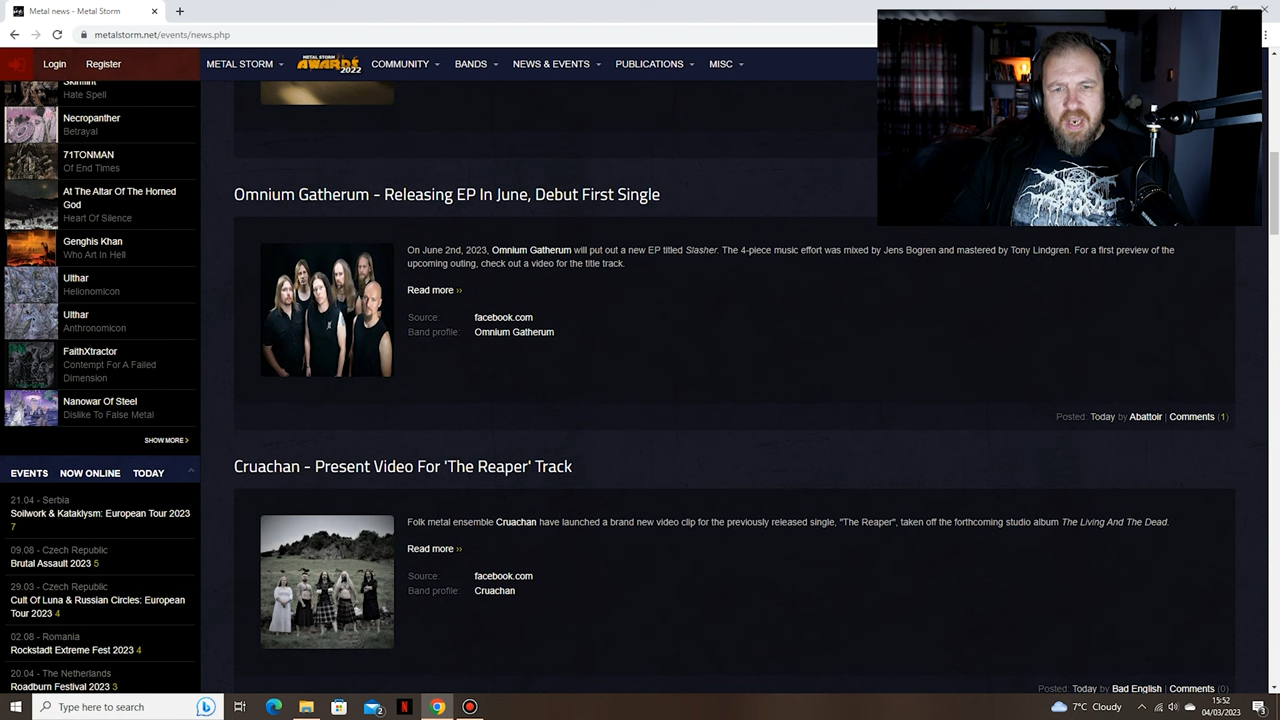 Metal news - Metal Storm
metalstorm.net/events/news.php
Login
Register
METAL STORM
METAL STORM AWARDS 2022
COMMUNITY
BANDS
NEWS & EVENTS
PUBLICATIONS
MISC
Skiltfint
Hate Spell
Necropanther
Betrayal
71TONMAN
Of End Times
At The Altar Of The Horned
God
Heart Of Silence
Genghis Khan
Who Art In Hell
Ulthar
Helionomicon
Ulthar
Anthronomicon
FaithXtractor
Contempt For A Failed
Dimension
Nanowar Of Steel
Dislike To False Metal
SHOW MORE
EVENTS
NOW ONLINE
TODAY
21.04 - Serbia
Soilwork & Kataklysm: European Tour 2023
7
09.08 - Czech Republic
Brutal Assault 2023 5
29.03 - Czech Republic
Cult Of Luna & Russian Circles: European
Tour 2023 4
02.08 - Romania
Rockstadt Extreme Fest 2023 4
20.04 - The Netherlands
Roadburn Festival 2023 3
Omnium Gatherum - Releasing EP In June, Debut First Single
On June 2nd, 2023, Omnium Gatherum will put out a new EP titled Slasher. The 4-piece music effort was mixed by Jens Bogren and mastered by Tony Lindgren. For a first preview of the
upcoming outing, check out a video for the title track.
Read more ››
Source: facebook.com
Band profile: Omnium Gatherum
Posted: Today by Abattoir | Comments (1)
Cruachan - Present Video For 'The Reaper' Track
Folk metal ensemble Cruachan have launched a brand new video clip for the previously released single, "The Reaper", taken off the forthcoming studio album The Living And The Dead.
Read more ››
Source: facebook.com
Band profile: Cruachan
Posted: Today by Bad English | Comments (0)
Type here to search
7°C Cloudy
15:52
04/03/2023
3